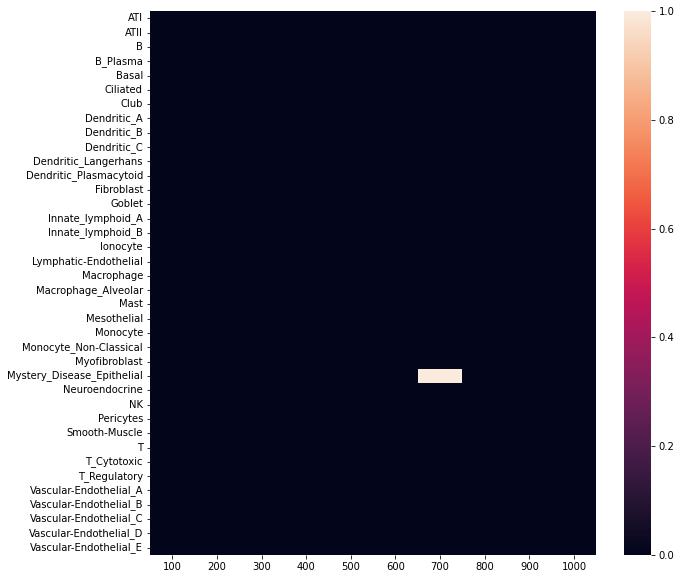 ATI
ATII
B
B_Plasma
Basal
Ciliated
Club
Dendritic_A
Dendritic_B
Dendritic_C
Dendritic_Langerhans
Dendritic_Plasmacytoid
Fibroblast
Goblet
Innate_lymphoid_A
Innate_lymphoid_B
Ionocyte
Lymphatic-Endothelial
Macrophage
Macrophage_Alveolar
Mast
Mesothelial
Monocyte
Monocyte_Non-Classical
Myofibroblast
Mystery_Disease_Epithelial
Neuroendocrine
NK
Pericytes
Smooth-Muscle
T
T_Cytotoxic
T_Regulatory
Vascular-Endothelial_A
Vascular-Endothelial_B
Vascular-Endothelial_C
Vascular-Endothelial_D
Vascular-Endothelial_E
100 200 300 400 500 600 700 800 900 1000
1.0
0.8
0.6
0.4
0.2
0.0